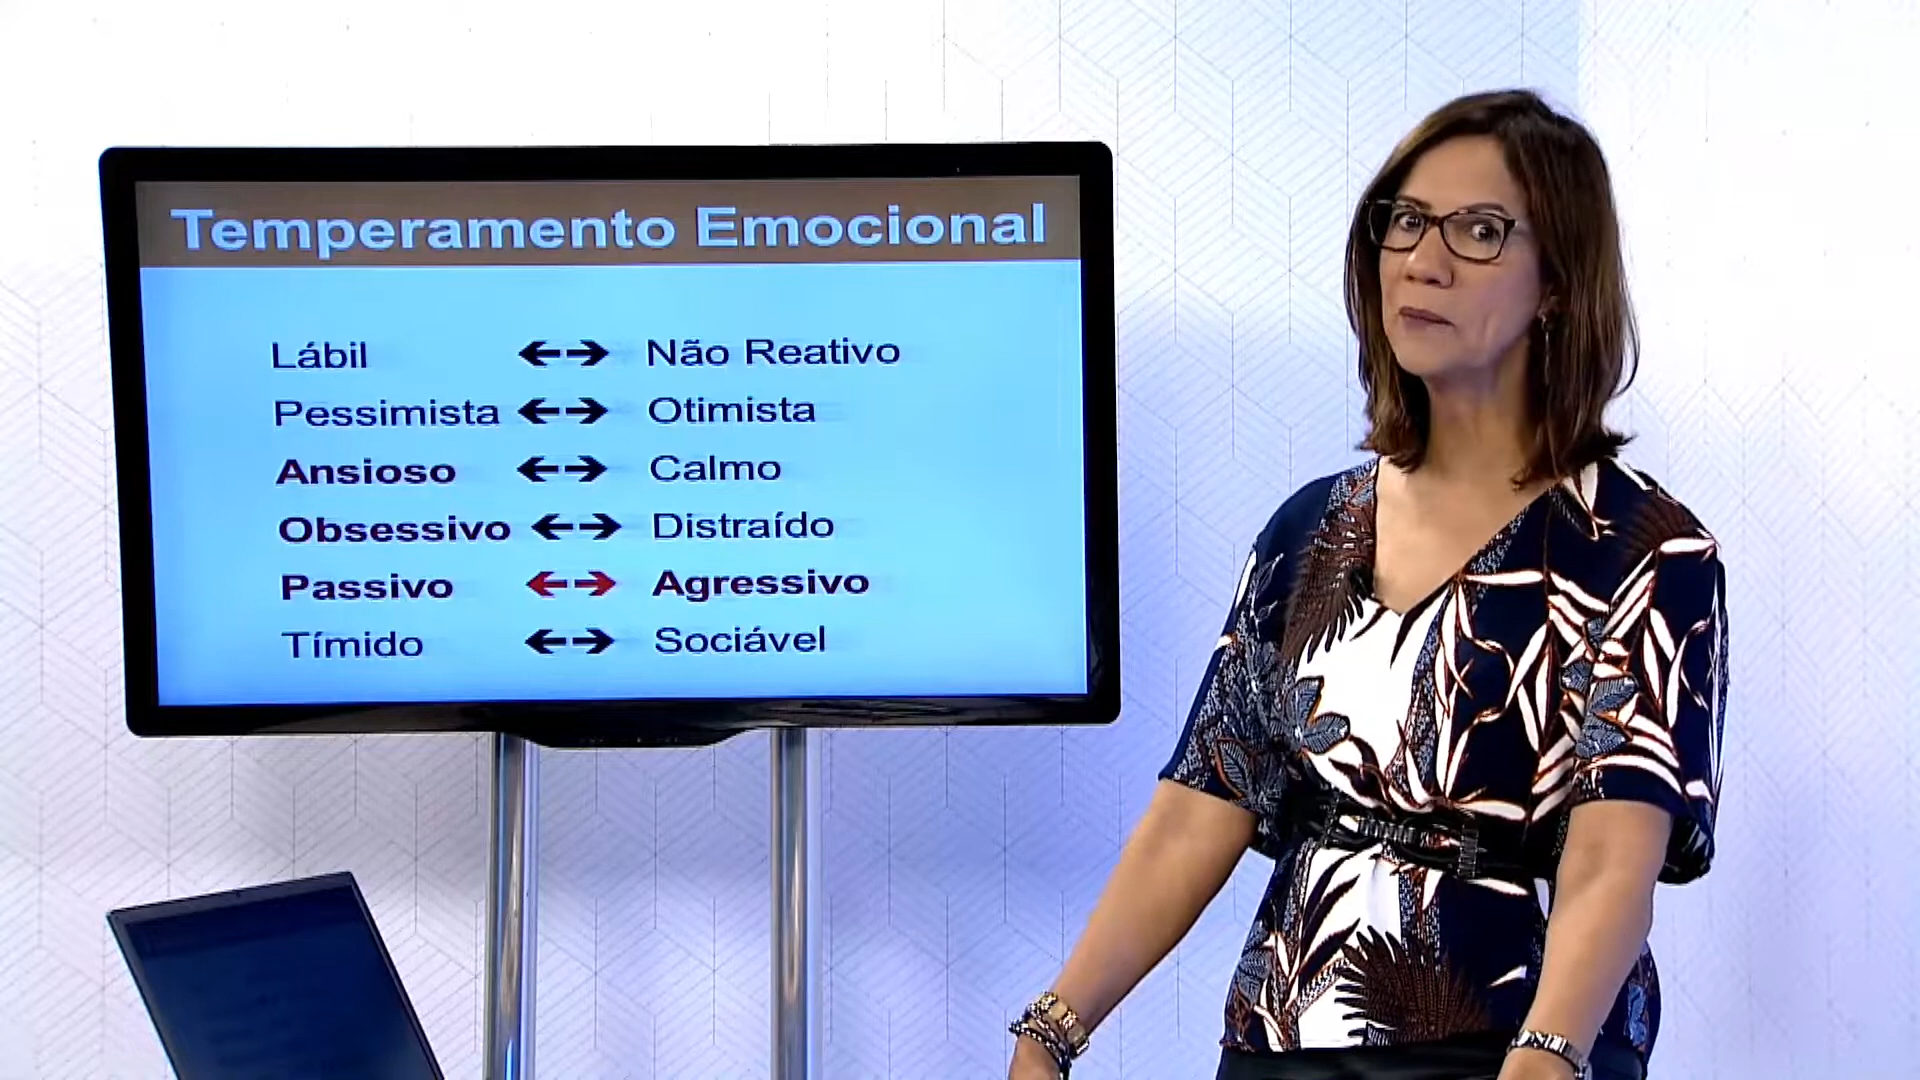 Temperamento Emocional
Lábil ←→ Não Reativo
Pessimista ←→ Otimista
Ansioso ←→ Calmo
Obsessivo ←→ Distraído
Passivo ←→ Agressivo
Tímido ←→ Sociável